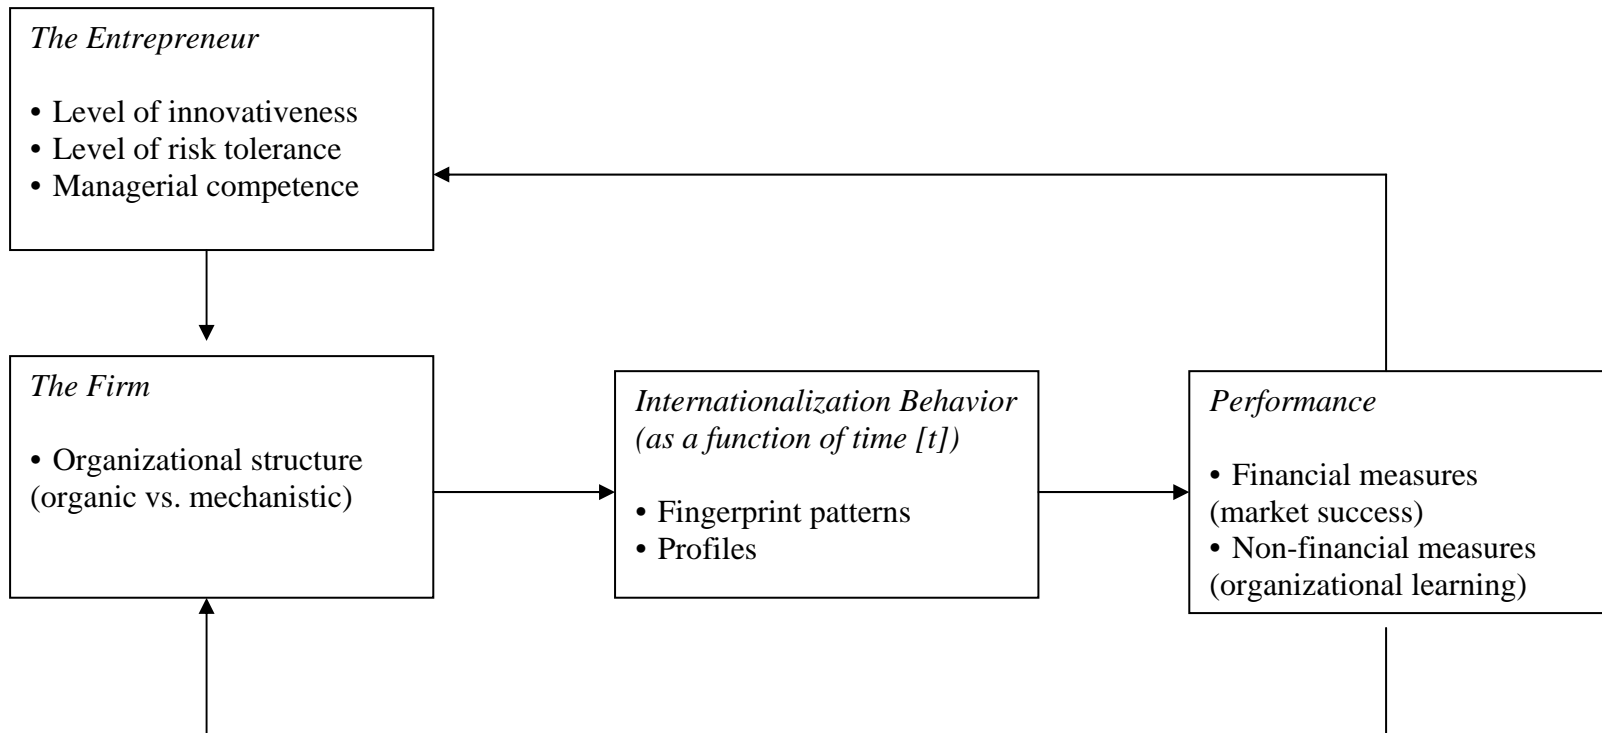 The Entrepreneur
• Level of innovativeness
• Level of risk tolerance
• Managerial competence
The Firm
• Organizational structure
(organic vs. mechanistic)
Internationalization Behavior
(as a function of time [t])
• Fingerprint patterns
• Profiles
Performance
• Financial measures
(market success)
• Non-financial measures
(organizational learning)